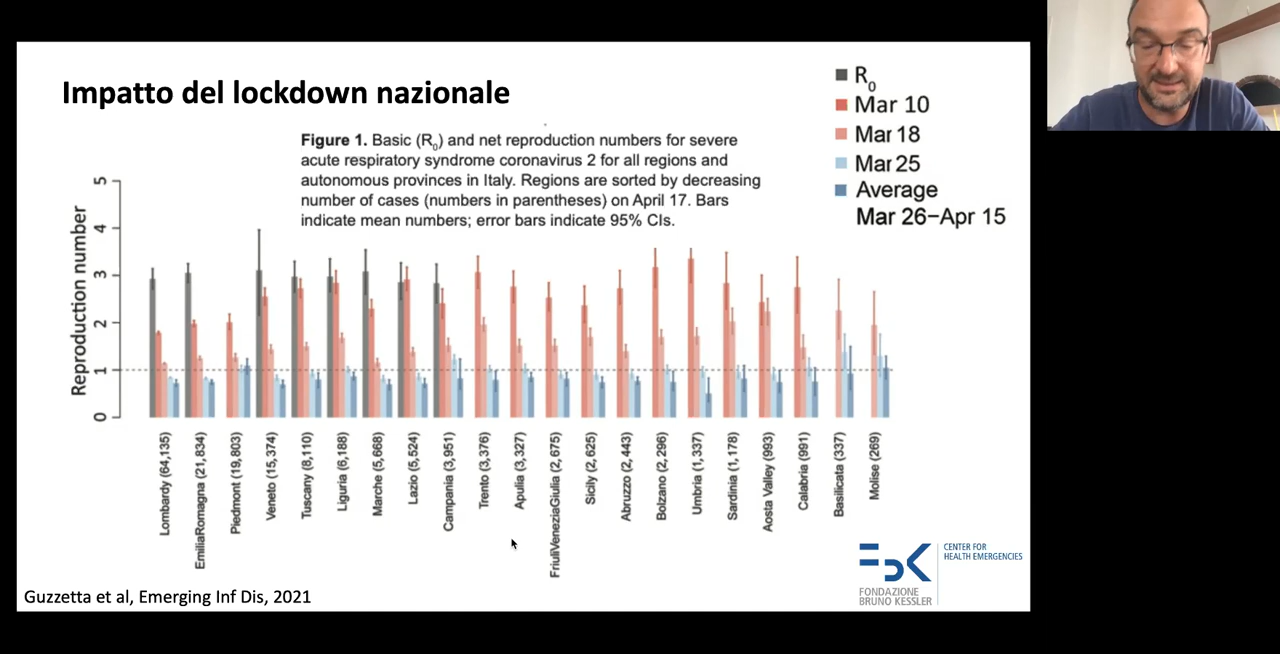 Impatto del lockdown nazionale
R0
Mar 10
Mar 18
Mar 25
Average
Mar 26–Apr 15
Figure 1. Basic (R0) and net reproduction numbers for severe
acute respiratory syndrome coronavirus 2 for all regions and
autonomous provinces in Italy. Regions are sorted by decreasing
number of cases (numbers in parentheses) on April 17. Bars
indicate mean numbers; error bars indicate 95% CIs.
Reproduction number
5
4
3
2
1
0
Lombardy (64,135)
EmiliaRomagna (21,834)
Piedmont (19,803)
Veneto (15,374)
Tuscany (8,110)
Liguria (6,188)
Marche (5,668)
Lazio (5,524)
Campania (3,951)
Trento (3,376)
Apulia (3,327)
FriuliVeneziaGiulia (2,675)
Sicily (2,625)
Abruzzo (2,443)
Bolzano (2,296)
Umbria (1,337)
Sardinia (1,178)
Aosta Valley (993)
Calabria (991)
Basilicata (337)
Molise (269)
Guzzetta et al, Emerging Inf Dis, 2021
FBK
FONDAZIONE
BRUNO KESSLER
CENTER FOR
HEALTH EMERGENCIES